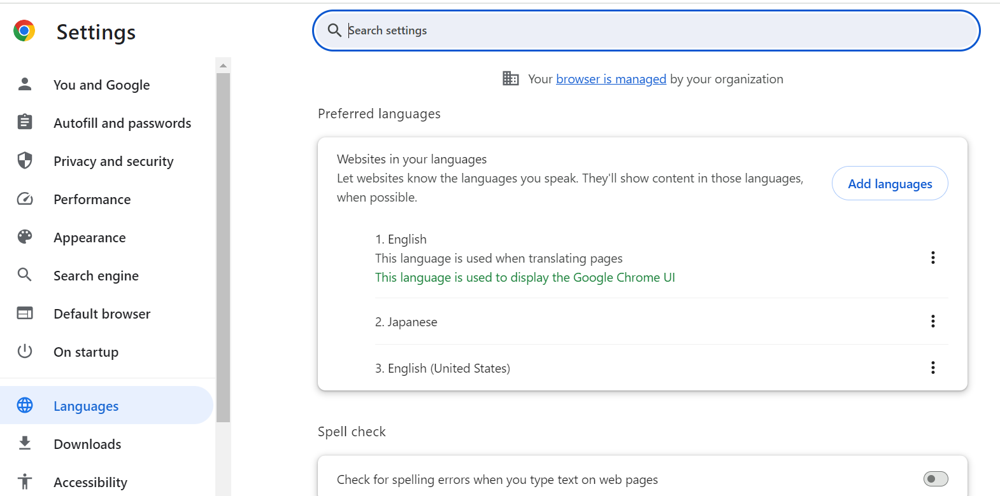 Settings
Search settings
You and Google
Autofill and passwords
Privacy and security
Performance
Appearance
Search engine
Default browser
On startup
Languages
Downloads
Accessibility
Your browser is managed by your organization
Preferred languages
Websites in your languages
Let websites know the languages you speak. They'll show content in those languages,
when possible.
Add languages
1. English
This language is used when translating pages
This language is used to display the Google Chrome UI
2. Japanese
3. English (United States)
Spell check
Check for spelling errors when you type text on web pages